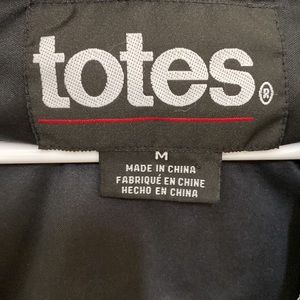 totes®
M
MADE IN CHINA
FABRIQUÉ EN CHINE
HECHO EN CHINA